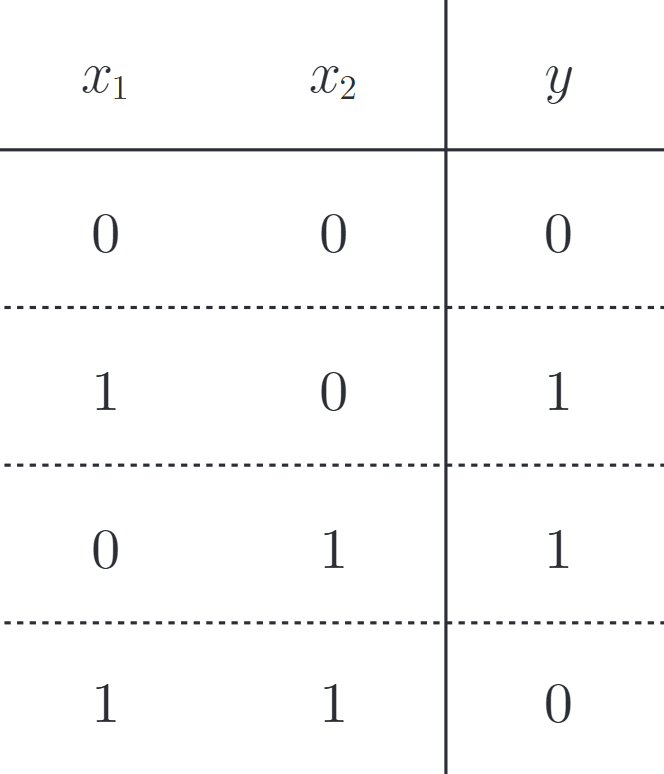 x₁ x₂ y
0 0 0
1 0 1
0 1 1
1 1 0